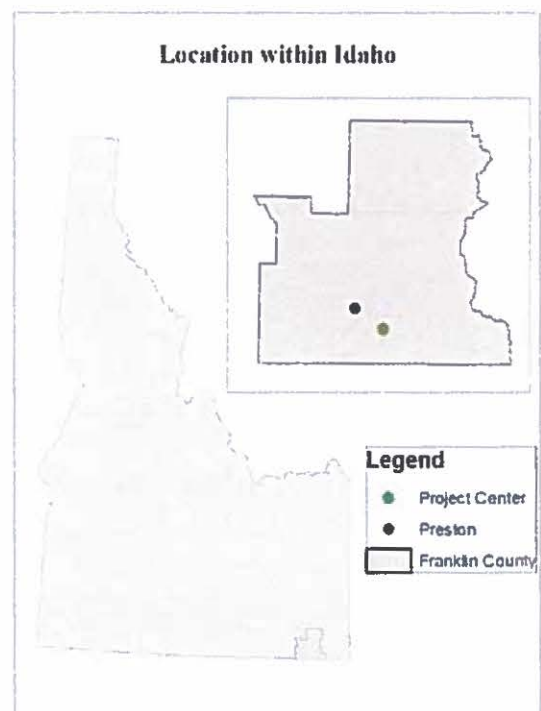 Location within Idaho
Legend
Project Center
Preston
Franklin County